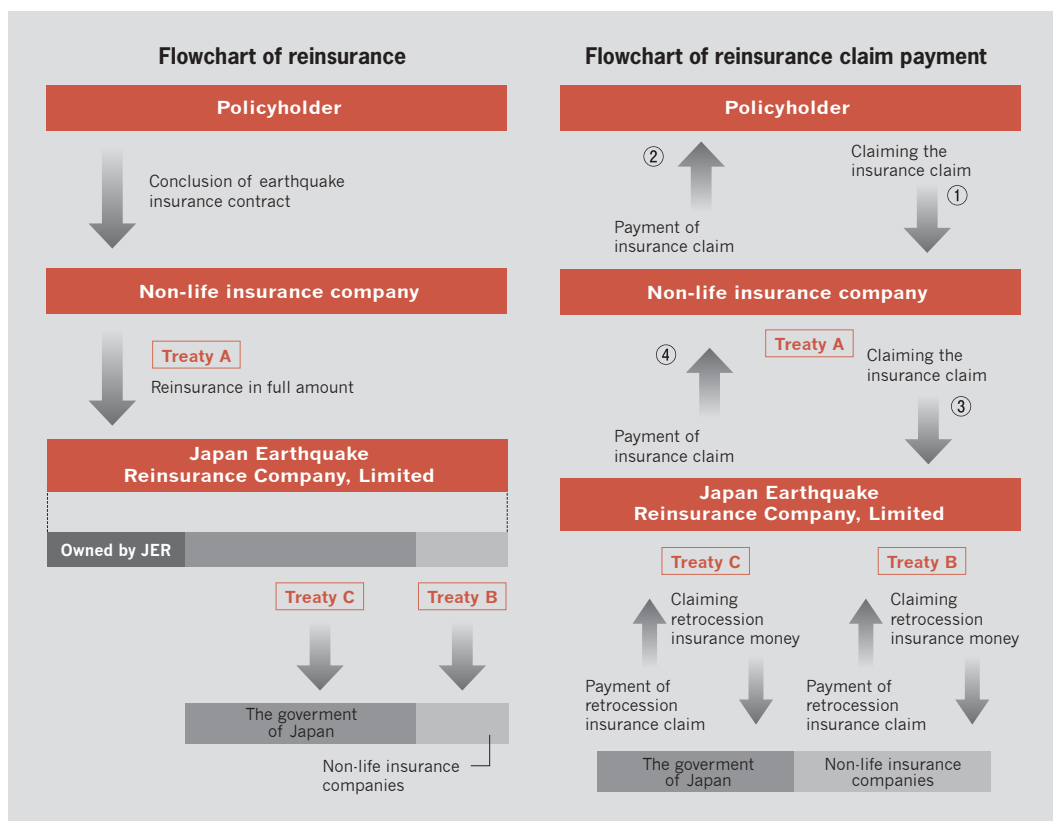 Flowchart of reinsurance
Policyholder
Conclusion of earthquake
insurance contract
Non-life insurance company
Treaty A
Reinsurance in full amount
Japan Earthquake
Reinsurance Company, Limited
Owned by JER
Treaty C
Treaty B
The goverment
of Japan
Non-life insurance
companies
Flowchart of reinsurance claim payment
Policyholder
②
Payment of
insurance claim
Claiming the
insurance claim
①
Non-life insurance company
Treaty A
④
Payment of
insurance claim
Claiming the
insurance claim
③
Japan Earthquake
Reinsurance Company, Limited
Treaty C
Claiming
retrocession
insurance money
Payment of
retrocession
insurance claim
Treaty B
Claiming
retrocession
insurance money
Payment of
retrocession
insurance claim
The goverment
of Japan
Non-life insurance
companies